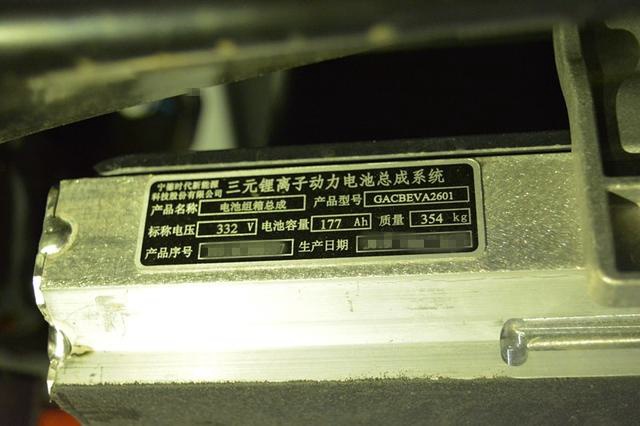 宁德时代新能源科技股份有限公司 三元锂离子动力电池总成系统
产品名称 电池组箱总成 产品型号 GACBEVA2601
标称电压 332 V 电池容量 177 Ah 质量 354 kg
产品序号 生产日期